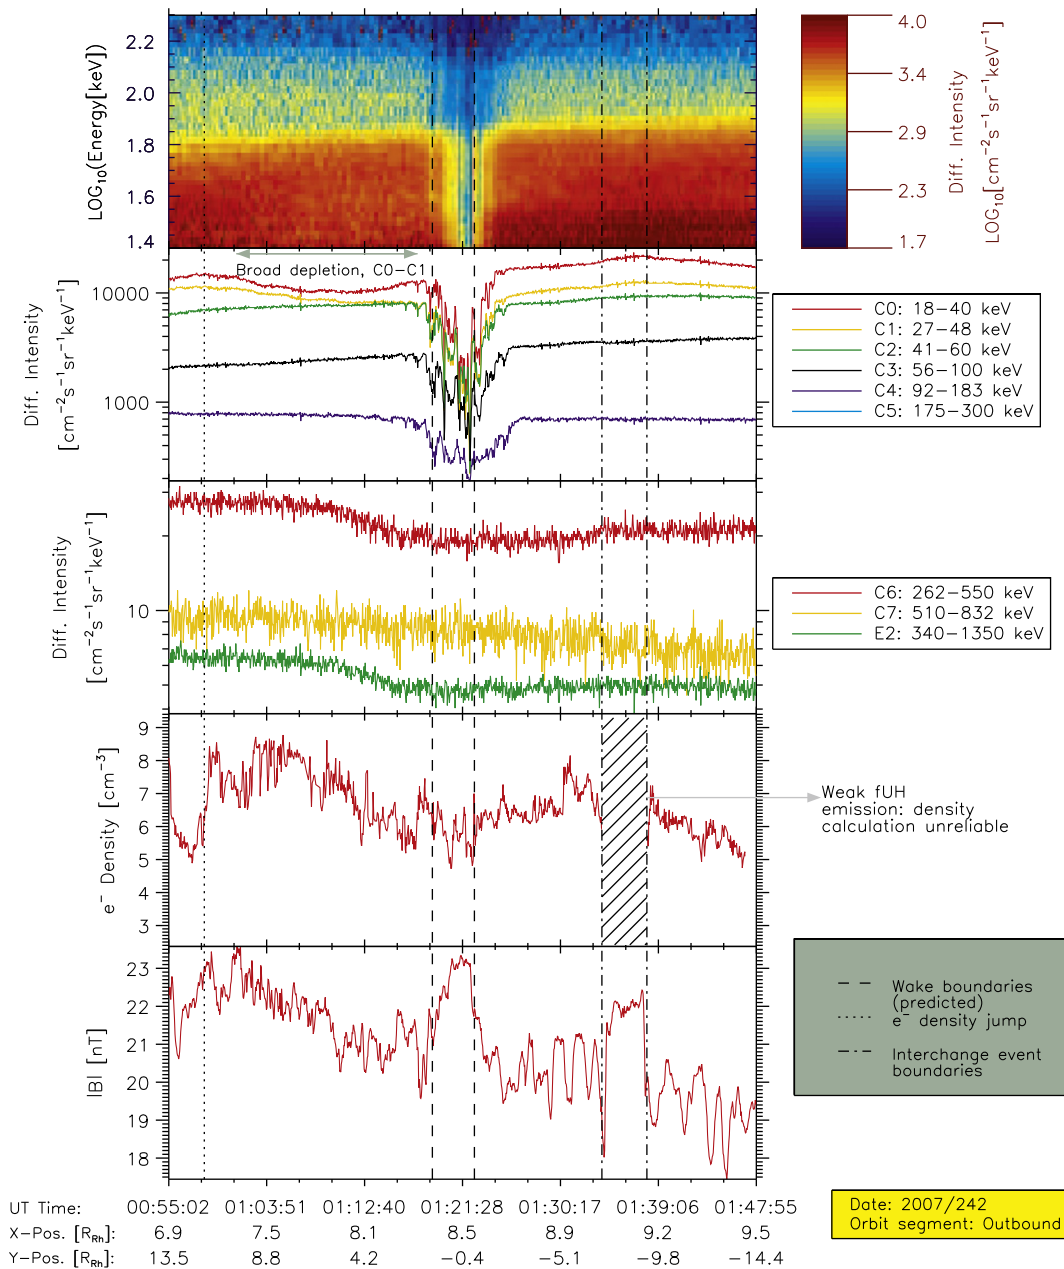 2.2
2.0
1.8
1.6
1.4
LOG10(Energy[keV])
4.0
3.4
2.9
2.3
1.7
Diff. Intensity
LOG10[cm−2s−1sr−1keV−1]
Broad depletion, C0−C1
10000
1000
Diff. Intensity
[cm−2s−1sr−1keV−1]
C0: 18−40 keV
C1: 27−48 keV
C2: 41−60 keV
C3: 56−100 keV
C4: 92−183 keV
C5: 175−300 keV
10
Diff. Intensity
[cm−2s−1sr−1keV−1]
C6: 262−550 keV
C7: 510−832 keV
E2: 340−1350 keV
9
8
7
6
5
4
3
e− Density [cm−3]
Weak fUH
emission: density
calculation unreliable
23
22
21
20
19
18
|B| [nT]
Wake boundaries
(predicted)
e− density jump
Interchange event
boundaries
UT Time: 00:55:02 01:03:51 01:12:40 01:21:28 01:30:17 01:39:06 01:47:55
X−Pos. [RRh]: 6.9 7.5 8.1 8.5 8.9 9.2 9.5
Y−Pos. [RRh]: 13.5 8.8 4.2 −0.4 −5.1 −9.8 −14.4
Date: 2007/242
Orbit segment: Outbound